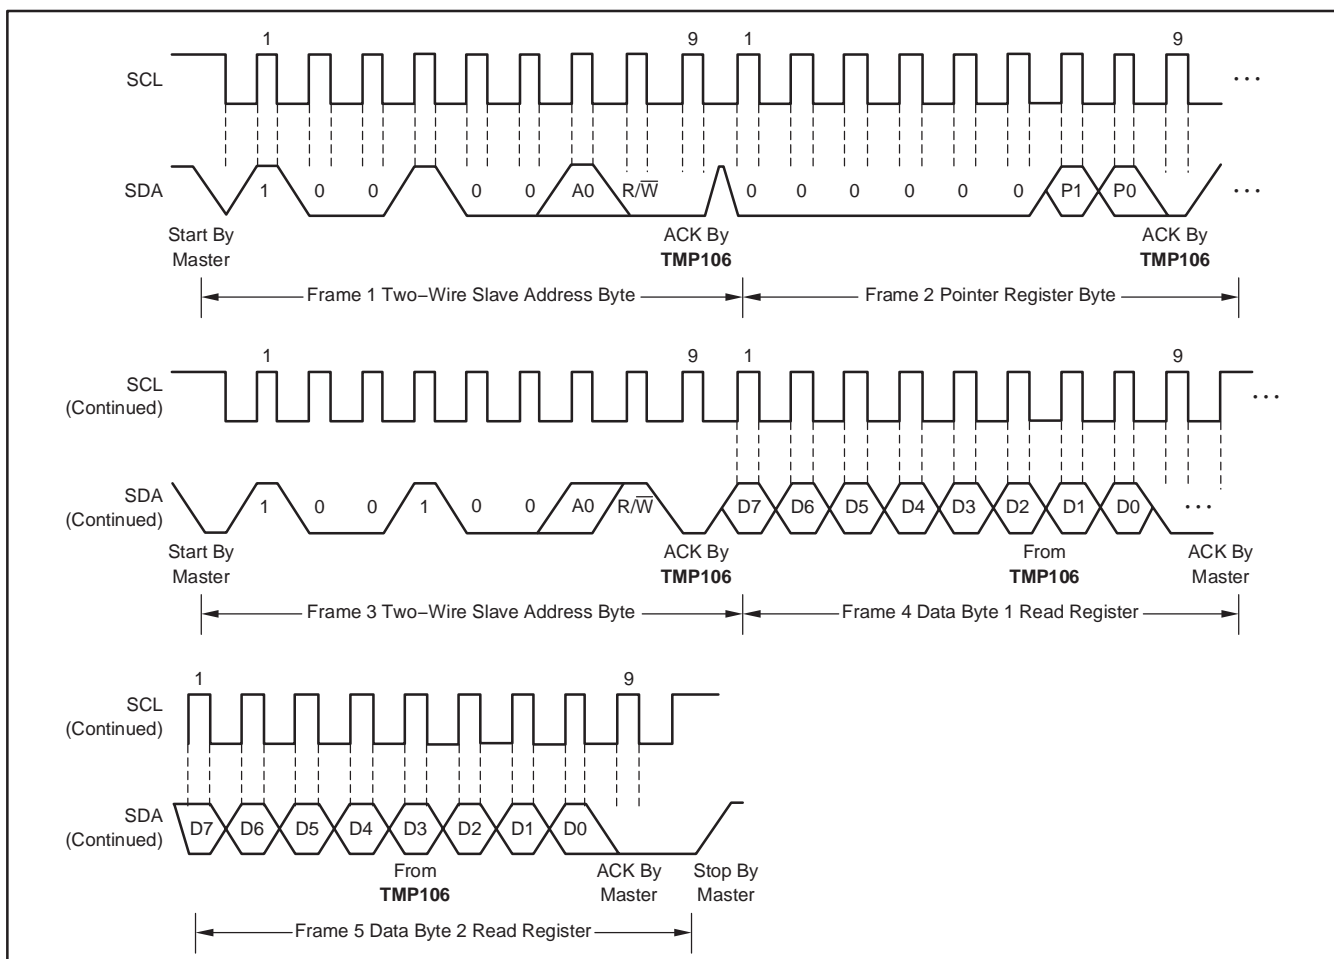 1 9 1 9
SCL ...
SDA 1 0 0 0 0 A0 R/W̅ 0 0 0 0 0 0 P1 P0 ...
Start By Master
ACK By TMP106
ACK By TMP106
Frame 1 Two−Wire Slave Address Byte
Frame 2 Pointer Register Byte
1 9 1 9
SCL (Continued) ...
SDA (Continued) 1 0 0 1 0 0 A0 R/W̅ D7 D6 D5 D4 D3 D2 D1 D0 ...
Start By Master
ACK By TMP106
From TMP106
ACK By Master
Frame 3 Two−Wire Slave Address Byte
Frame 4 Data Byte 1 Read Register
1 9
SCL (Continued)
SDA (Continued) D7 D6 D5 D4 D3 D2 D1 D0
From TMP106
ACK By Master
Stop By Master
Frame 5 Data Byte 2 Read Register